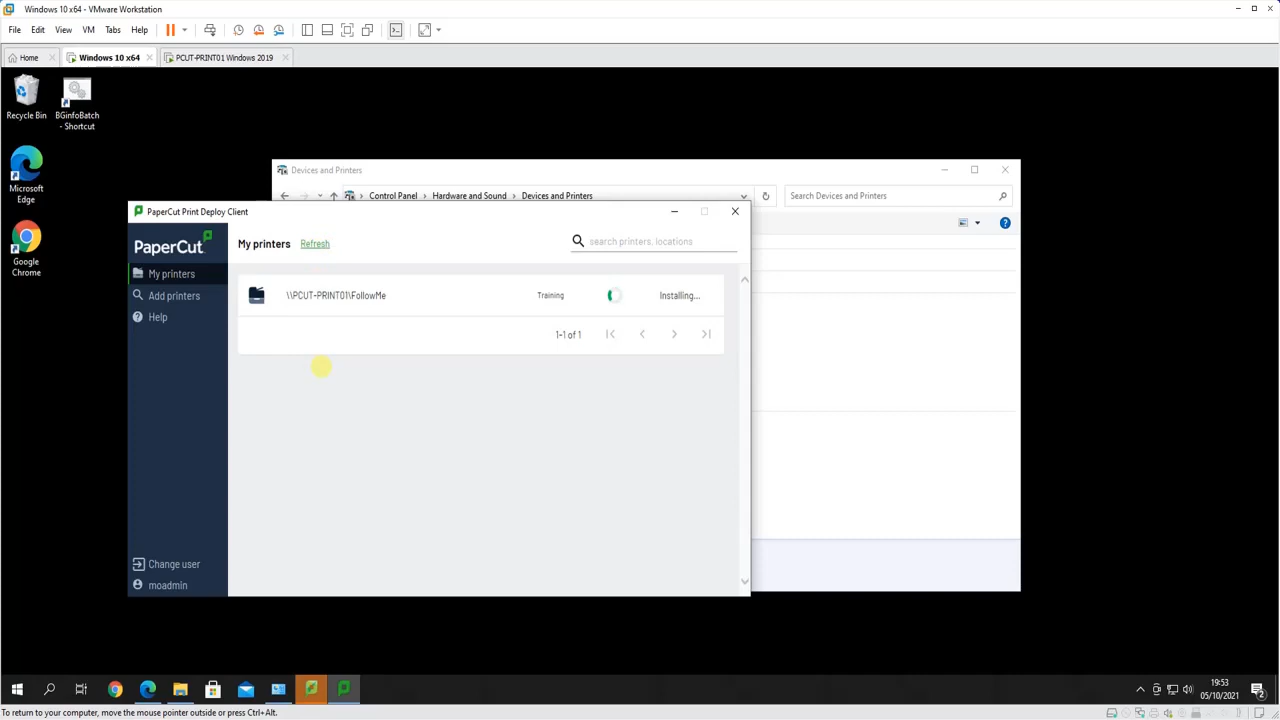 Windows 10 x64 - VMware Workstation
File Edit View VM Tabs Help
Home Windows 10 x64 PCUT-PRINT01 Windows 2019
Recycle Bin
BGinfoBatch
- Shortcut
Microsoft
Edge
Google
Chrome
Devices and Printers
Control Panel Hardware and Sound Devices and Printers
Search Devices and Printers
PaperCut Print Deploy Client
PaperCut
My printers
Add printers
Help
Change user
moadmin
My printers Refresh
search printers, locations
\\PCUT-PRINT01\FollowMe Training Installing...
1-1 of 1
19:53
05/10/2021
2
To return to your computer, move the mouse pointer outside or press Ctrl+Alt.